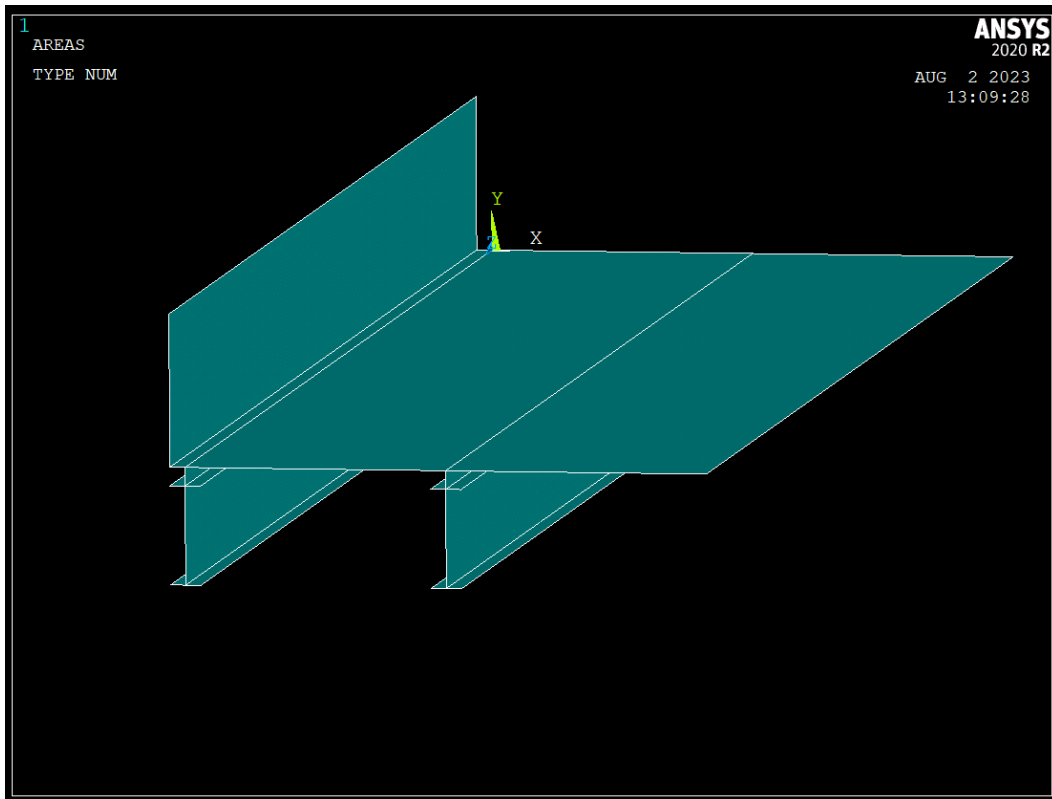 1
AREAS
TYPE NUM
ANSYS
2020 R2
AUG 2 2023
13:09:28
Y
X
Z